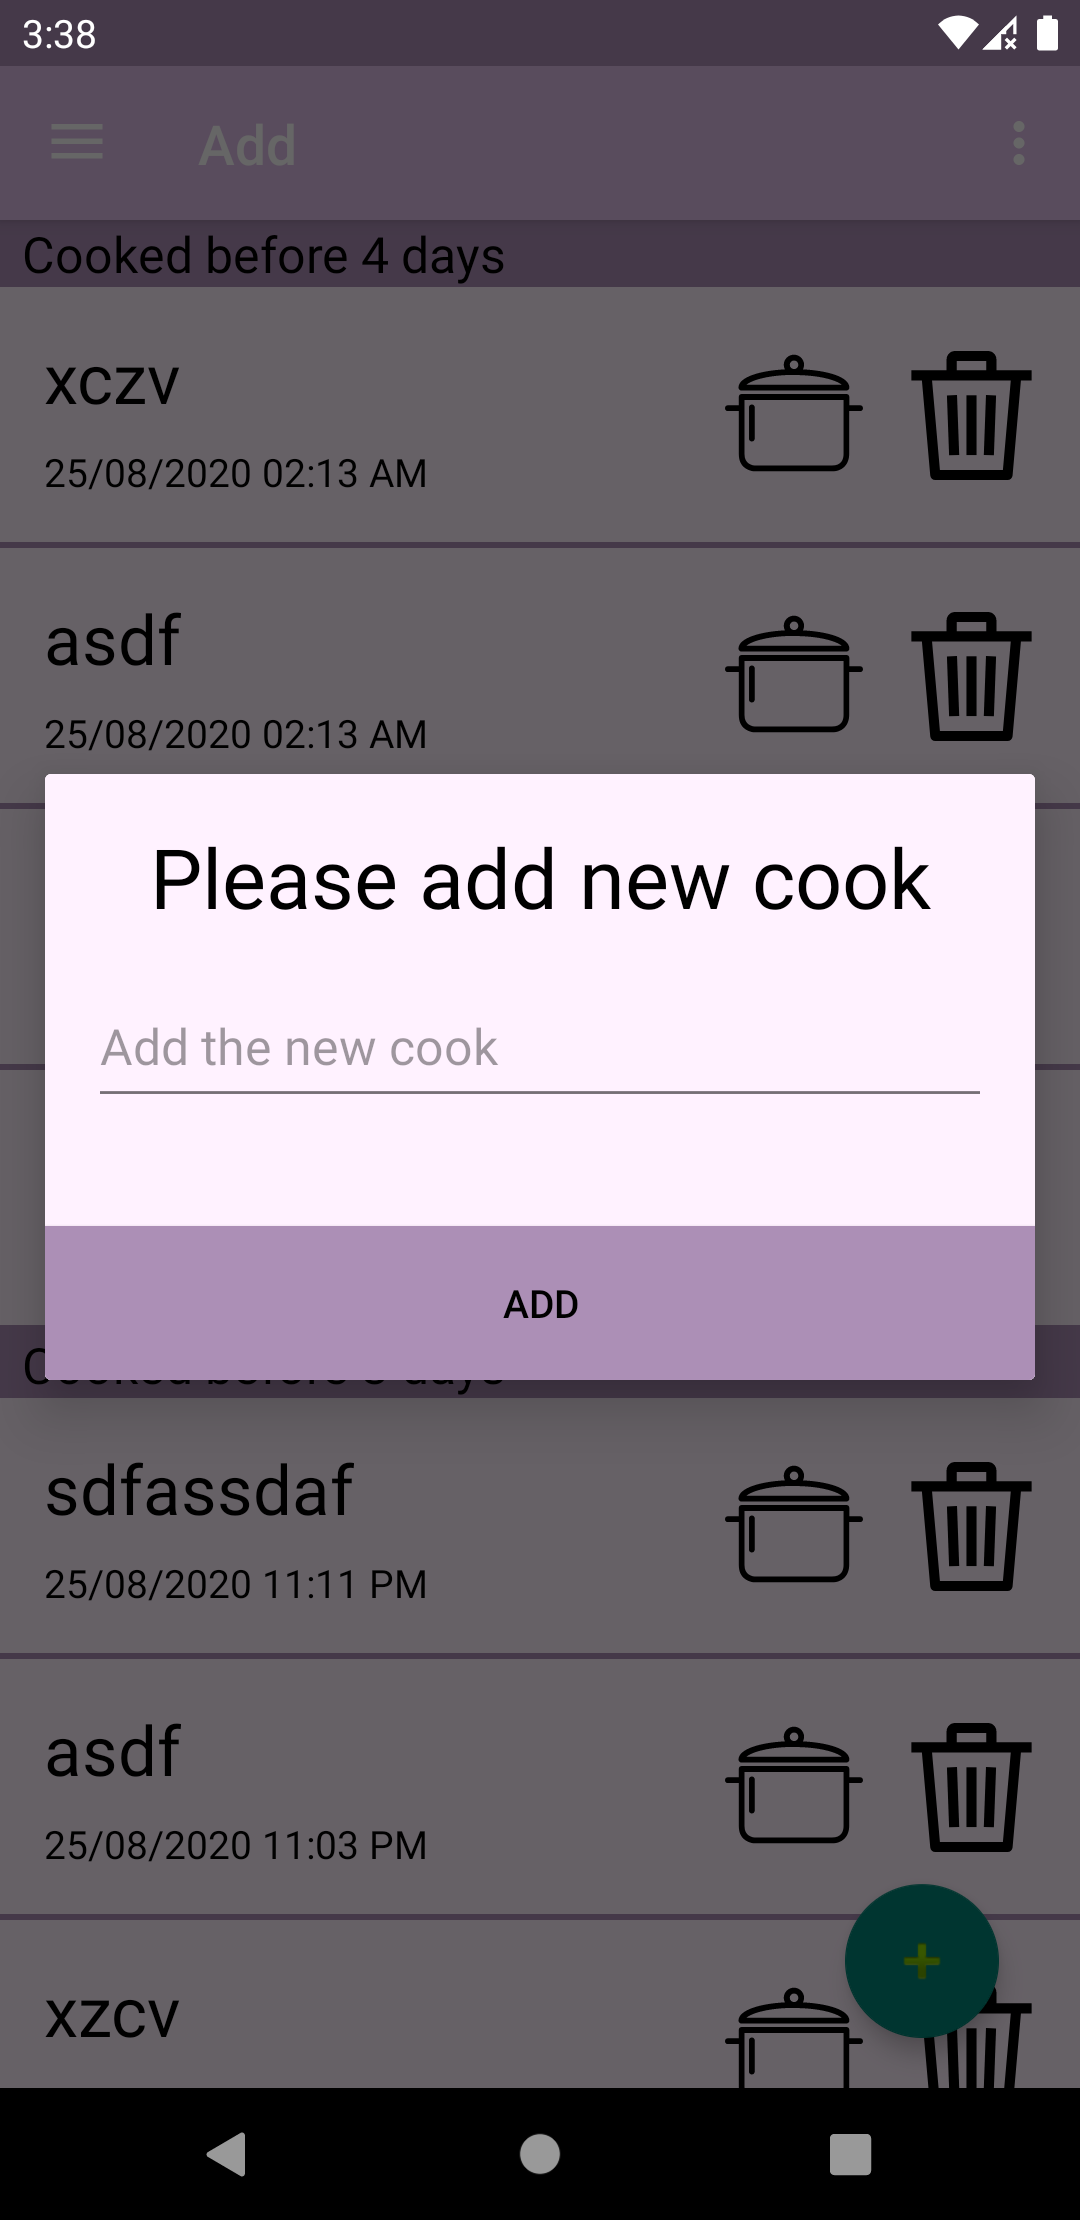 3:38
Add
Cooked before 4 days
xczv
25/08/2020 02:13 AM
asdf
25/08/2020 02:13 AM
Please add new cook
Add the new cook
ADD
sdfassdaf
25/08/2020 11:11 PM
asdf
25/08/2020 11:03 PM
xzcv